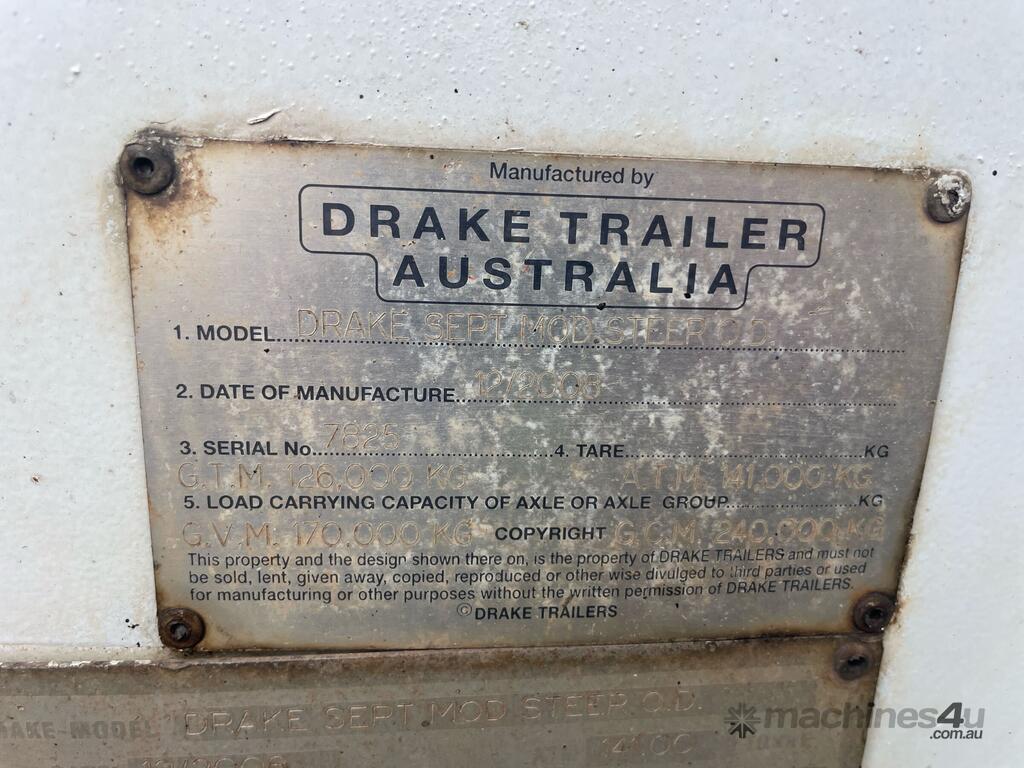 Manufactured by
DRAKE TRAILER
AUSTRALIA
1. MODEL DRAKE SEPT MOD. STEER O.D.
2. DATE OF MANUFACTURE 12/2006
3. SERIAL No. 7825 4. TARE KG
G.T.M. 126,000 KG A.T.M. 141,000 KG
5. LOAD CARRYING CAPACITY OF AXLE OR AXLE GROUP KG
G.V.M. 170,000 KG COPYRIGHT G.C.M. 240,000 KG
This property and the design shown there on, is the property of DRAKE TRAILERS and must not
be sold, lent, given away, copied, reproduced or other wise divulged to third parties or used
for manufacturing or other purposes without the written permission of DRAKE TRAILERS.
© DRAKE TRAILERS
MODEL DRAKE SEPT MOD STEER O.D.
12/2006
machines4u
.com.au